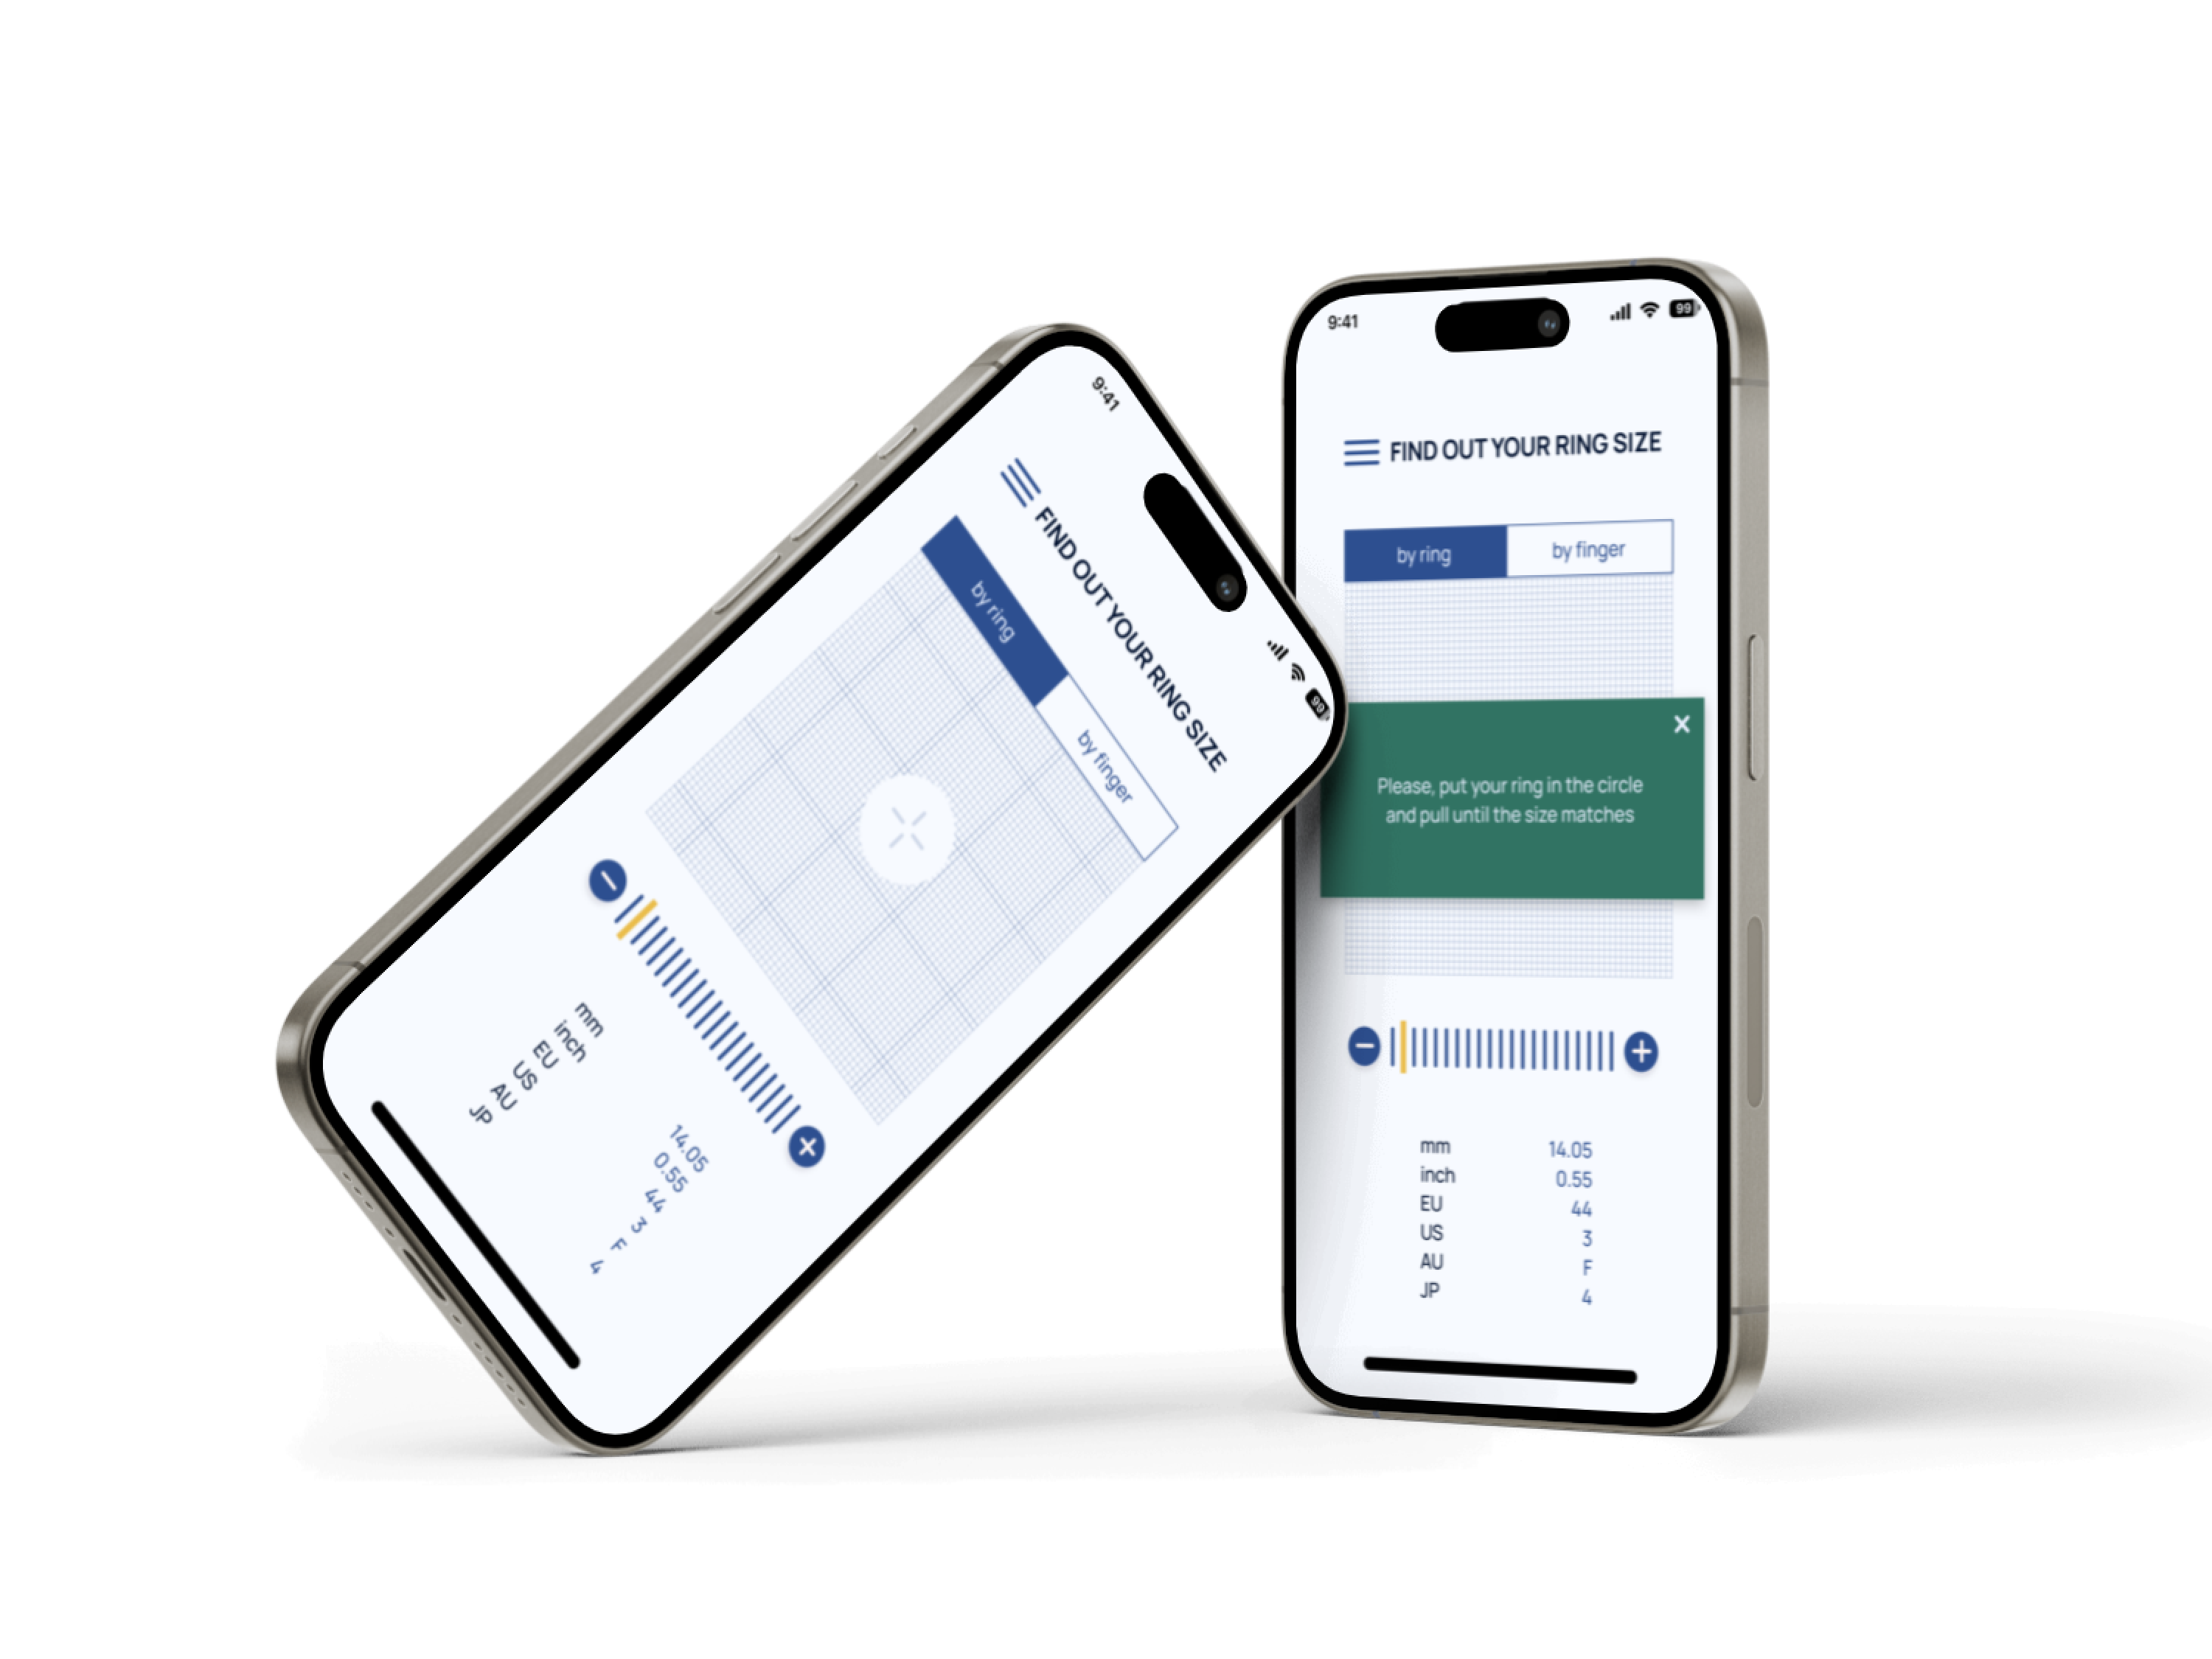 9:41
99
FIND OUT YOUR RING SIZE
by ring
by finger
mm 14.05
inch 0.55
EU 44
US 3
AU F
JP 4
9:41
99
FIND OUT YOUR RING SIZE
by ring
by finger
X
Please, put your ring in the circle
and pull until the size matches
mm 14.05
inch 0.55
EU 44
US 3
AU F
JP 4